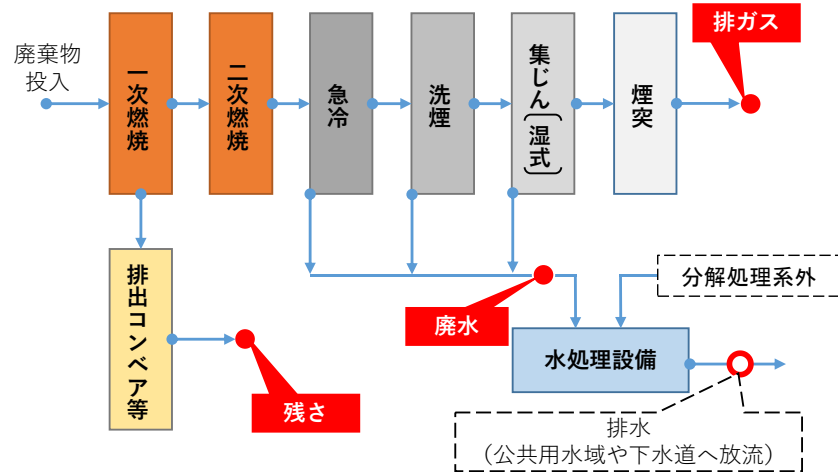 排ガス
廃棄物
投入
一次燃焼
二次燃焼
急冷
洗煙
集じん(湿式)
煙突
排出コンベア等
分解処理系外
廃水
水処理設備
残さ
排水
（公共用水域や下水道へ放流）